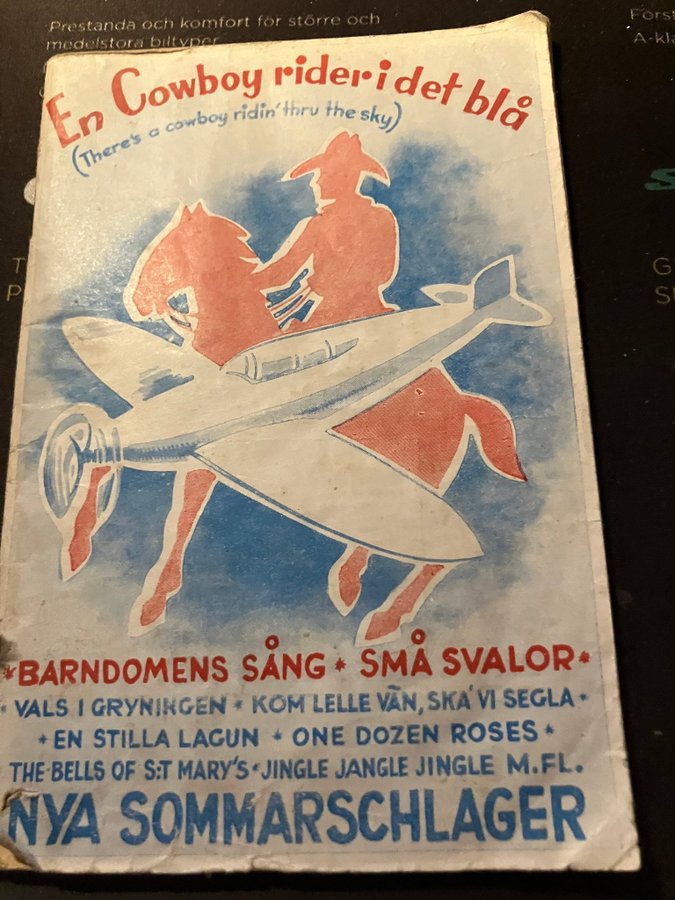 Prestanda och komfort för större och
medelstora biltyper
Förs
A-kl
En Cowboy rider i det blå
(There's a cowboy ridin' thru the sky)
*BARNDOMENS SÅNG * SMÅ SVALOR*
* VALS I GRYNINGEN * KOM LELLE VÄN, SKA' VI SEGLA *
* EN STILLA LAGUN * ONE DOZEN ROSES *
THE BELLS OF S:T MARY'S * JINGLE JANGLE JINGLE M.FL.
NYA SOMMARSCHLAGER